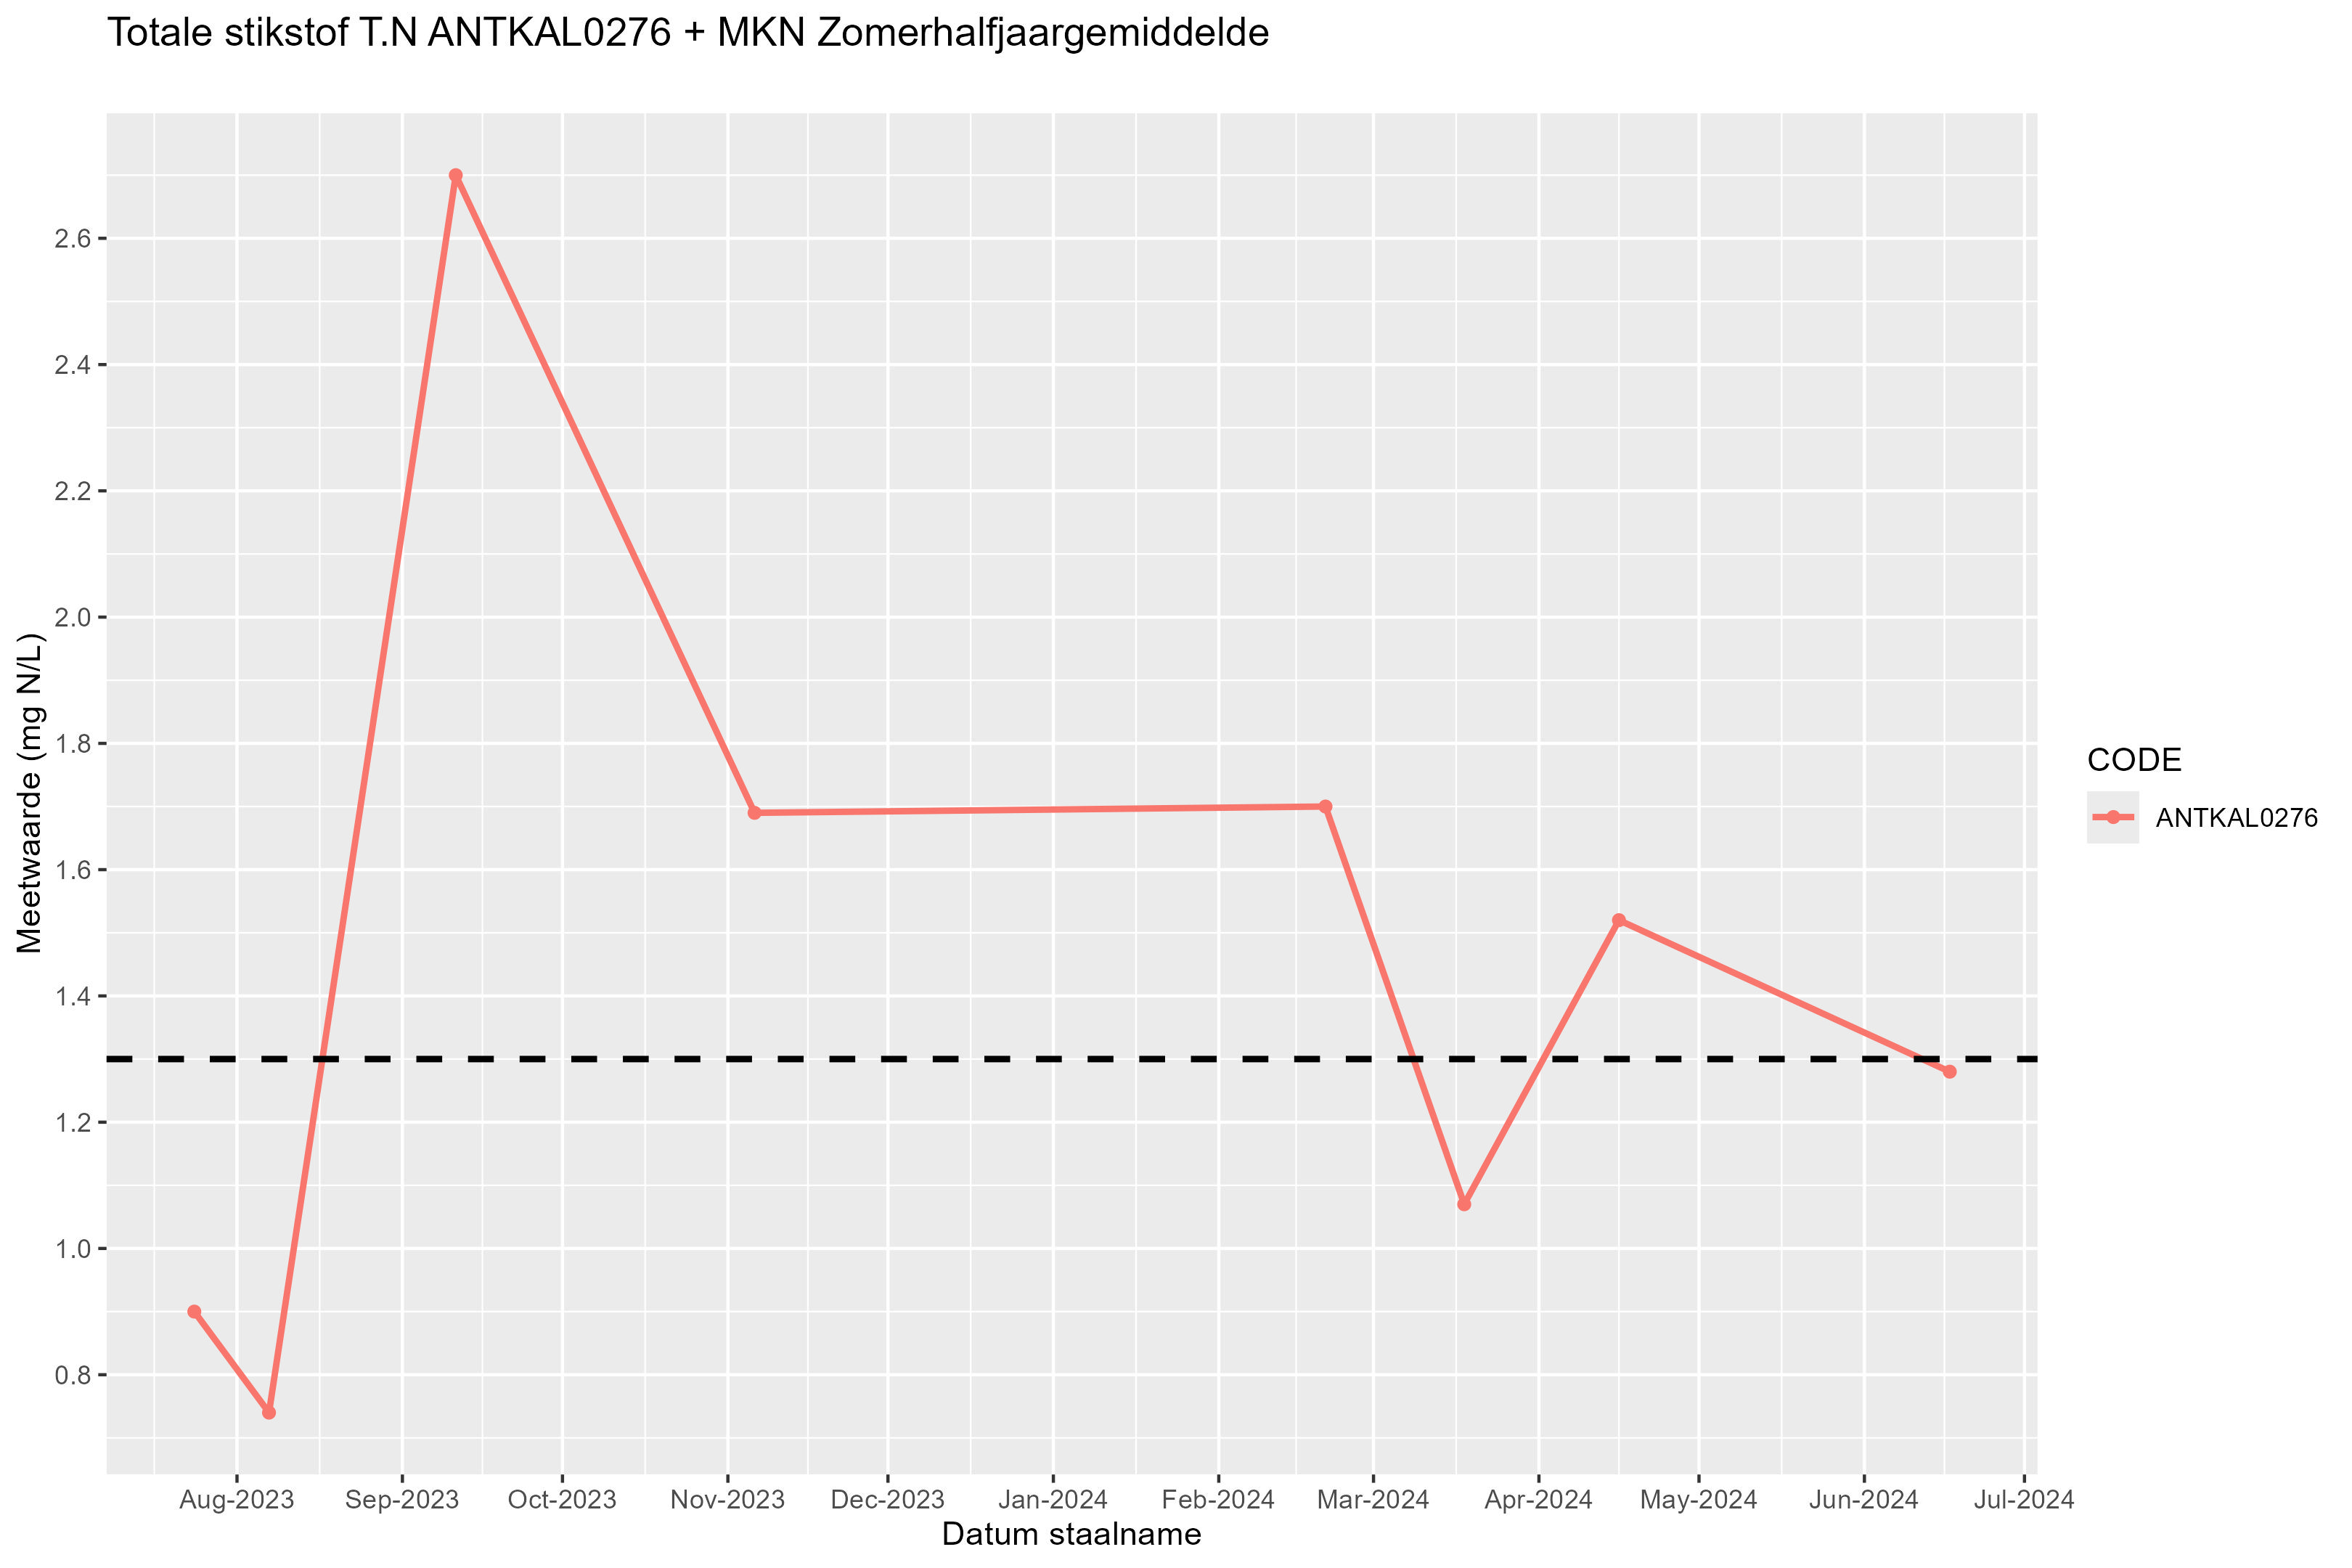 Totale stikstof T.N ANTKAL0276 + MKN Zomerhalfjaargemiddelde
Meetwaarde (mg N/L)
2.6
2.4
2.2
2.0
1.8
1.6
1.4
1.2
1.0
0.8
Aug-2023 Sep-2023 Oct-2023 Nov-2023 Dec-2023 Jan-2024 Feb-2024 Mar-2024 Apr-2024 May-2024 Jun-2024 Jul-2024
Datum staalname
CODE
ANTKAL0276